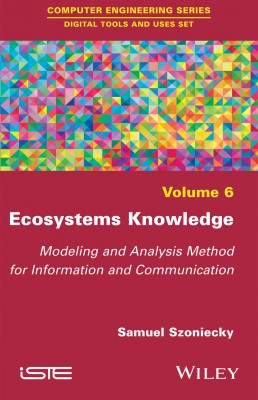 COMPUTER ENGINEERING SERIES
DIGITAL TOOLS AND USES SET
Volume 6
Ecosystems Knowledge
Modeling and Analysis Method
for Information and Communication
Samuel Szoniecky
iSTE
WILEY